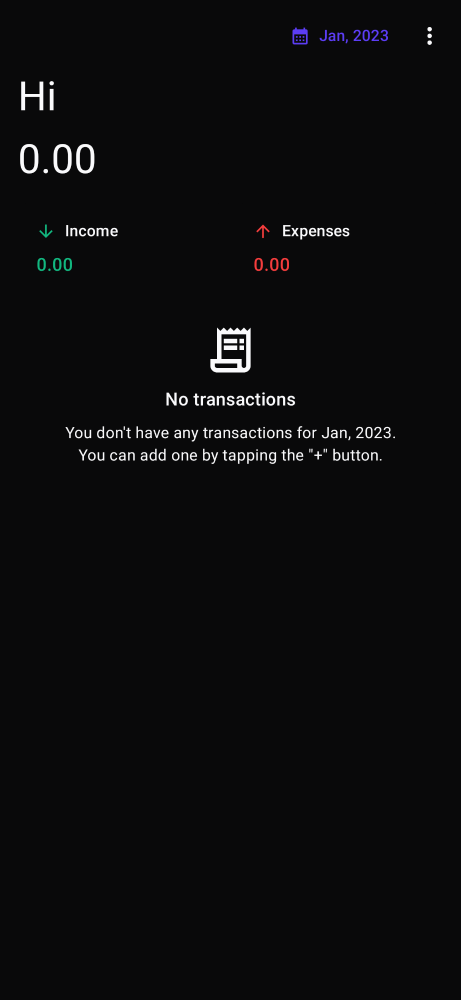 Jan, 2023
Hi
0.00
Income
Expenses
0.00
0.00
No transactions
You don't have any transactions for Jan, 2023.
You can add one by tapping the "+" button.